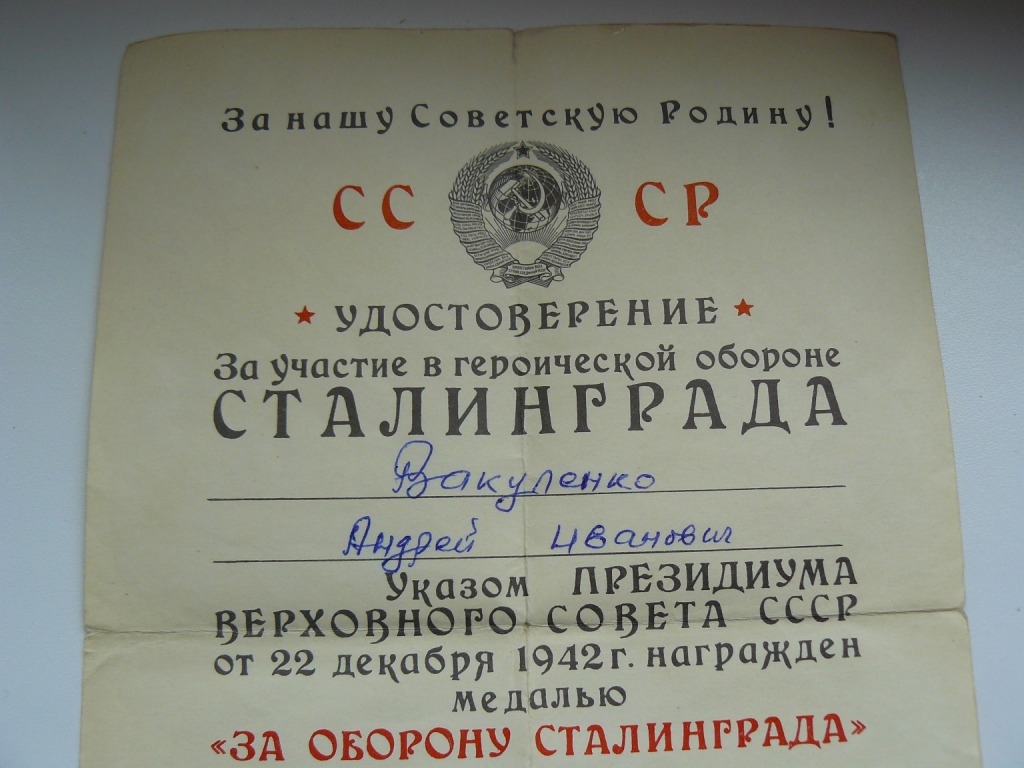 За нашу Советскую Родину!
СС СР
УДОСТОВЕРЕНИЕ
За участие в героической обороне
СТАЛИНГРАДА
Вакуленко
Андрей Иванович
Указом ПРЕЗИДИУМА
ВЕРХОВНОГО СОВЕТА СССР
от 22 декабря 1942 г. награжден
медалью
«ЗА ОБОРОНУ СТАЛИНГРАДА»